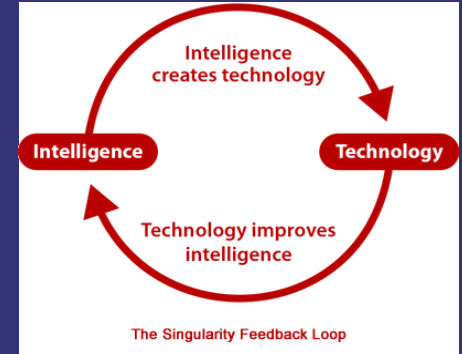 Intelligence
creates technology
Intelligence
Technology
Technology improves
intelligence
The Singularity Feedback Loop